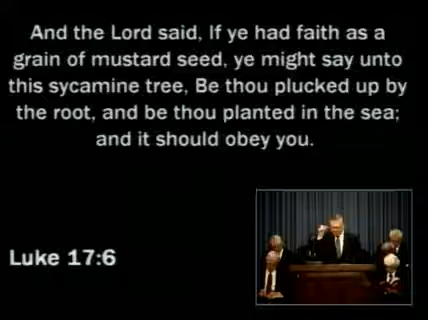 And the Lord said, If ye had faith as a
grain of mustard seed, ye might say unto
this sycamine tree, Be thou plucked up by
the root, and be thou planted in the sea;
and it should obey you.
Luke 17:6